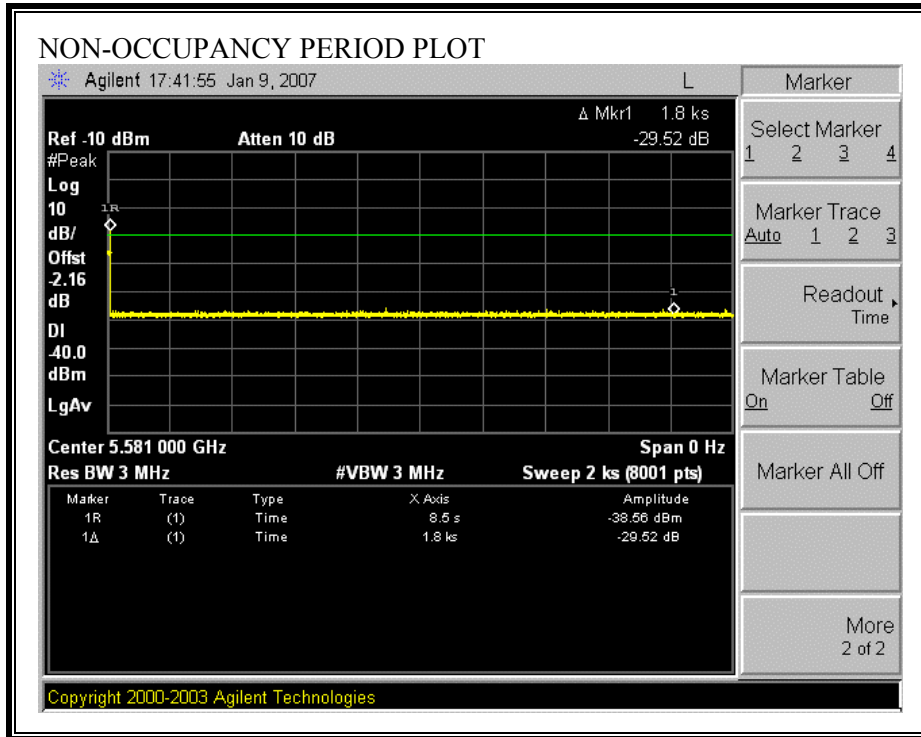 NON-OCCUPANCY PERIOD PLOT
Agilent 17:41:55 Jan 9, 2007 L
Δ Mkr1 1.8 ks
Ref -10 dBm Atten 10 dB -29.52 dB
#Peak
Log
10
dB/
Offst
-2.16
dB
DI
-40.0
dBm
LgAv
1R
1
Center 5.581 000 GHz Span 0 Hz
Res BW 3 MHz #VBW 3 MHz Sweep 2 ks (8001 pts)
Marker Trace Type X Axis Amplitude
1R (1) Time 8.5 s -38.56 dBm
1Δ (1) Time 1.8 ks -29.52 dB
Marker
Select Marker
1 2 3 4
Marker Trace
Auto 1 2 3
Readout
Time
Marker Table
On Off
Marker All Off
More
2 of 2
Copyright 2000-2003 Agilent Technologies